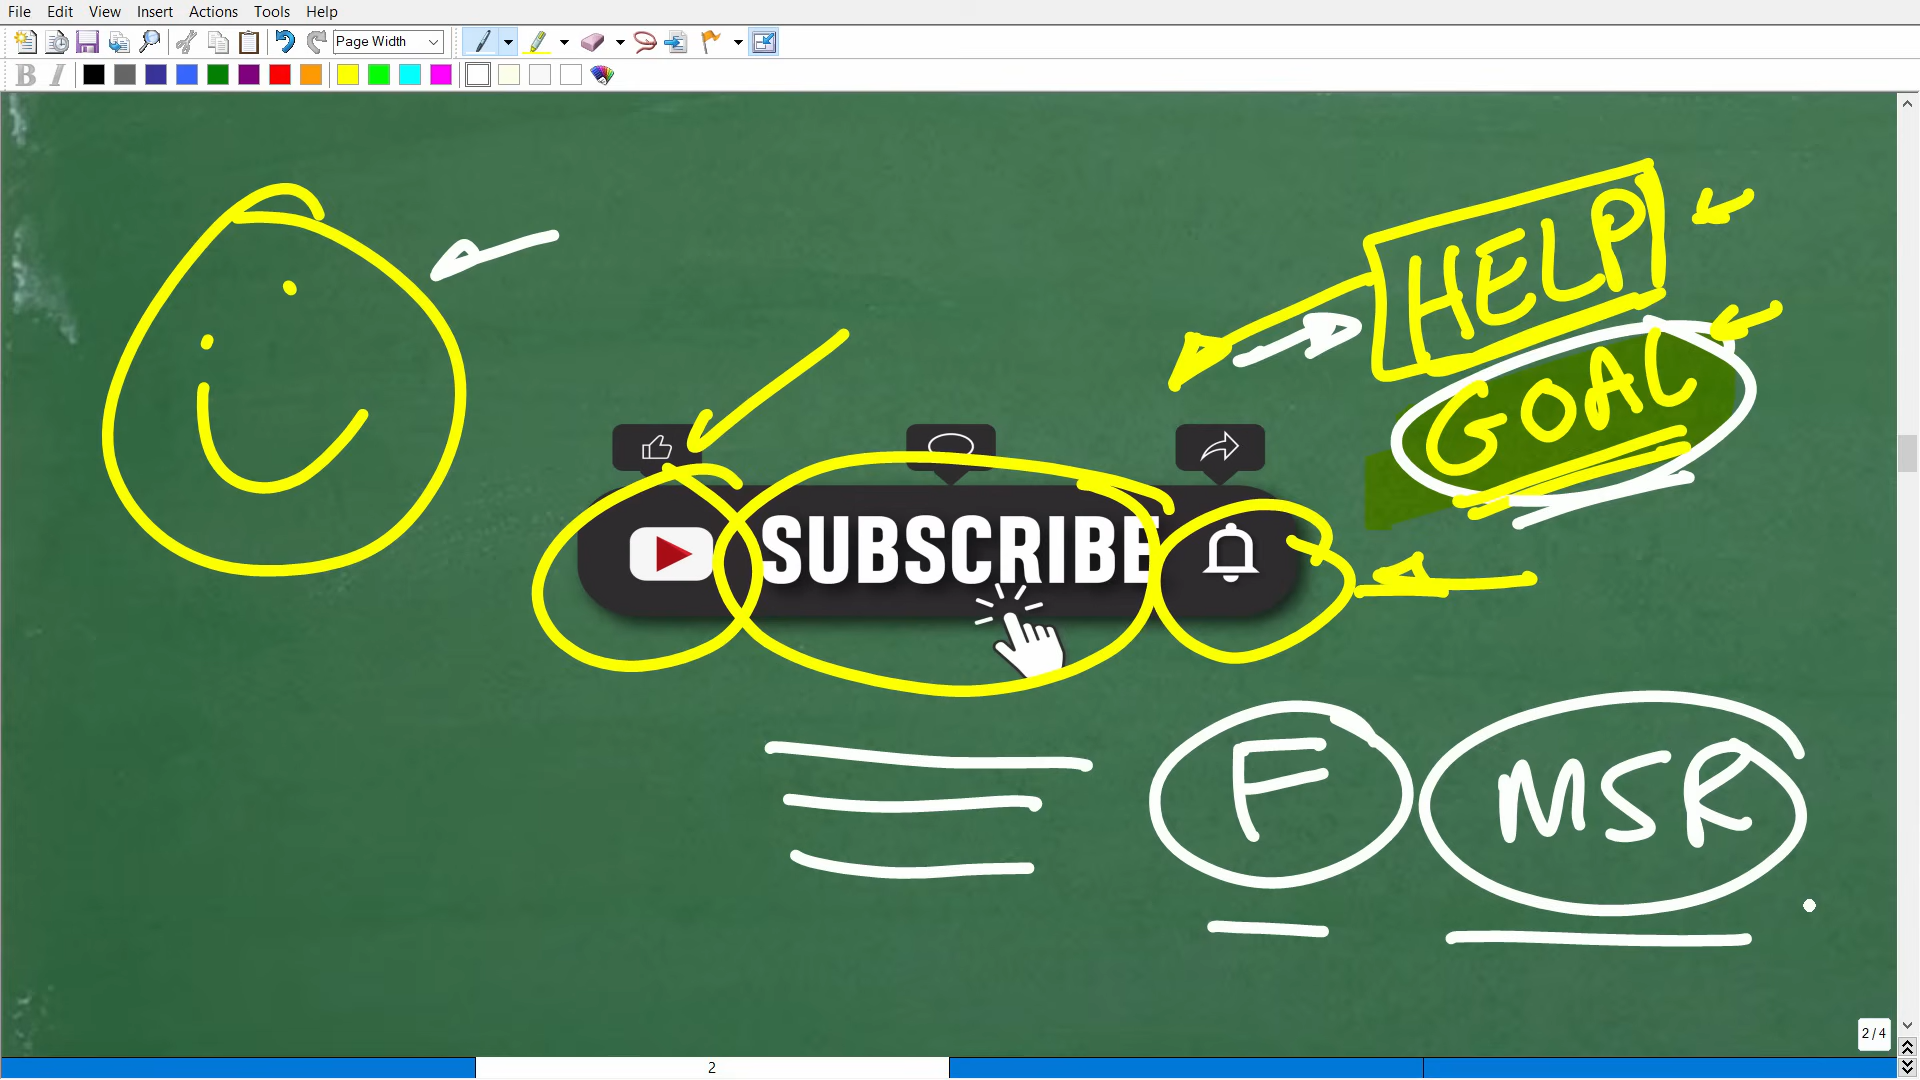 File Edit View Insert Actions Tools Help
Page Width
B I
HELP
GOAL
SUBSCRIBE
F MSR
2 / 4
2